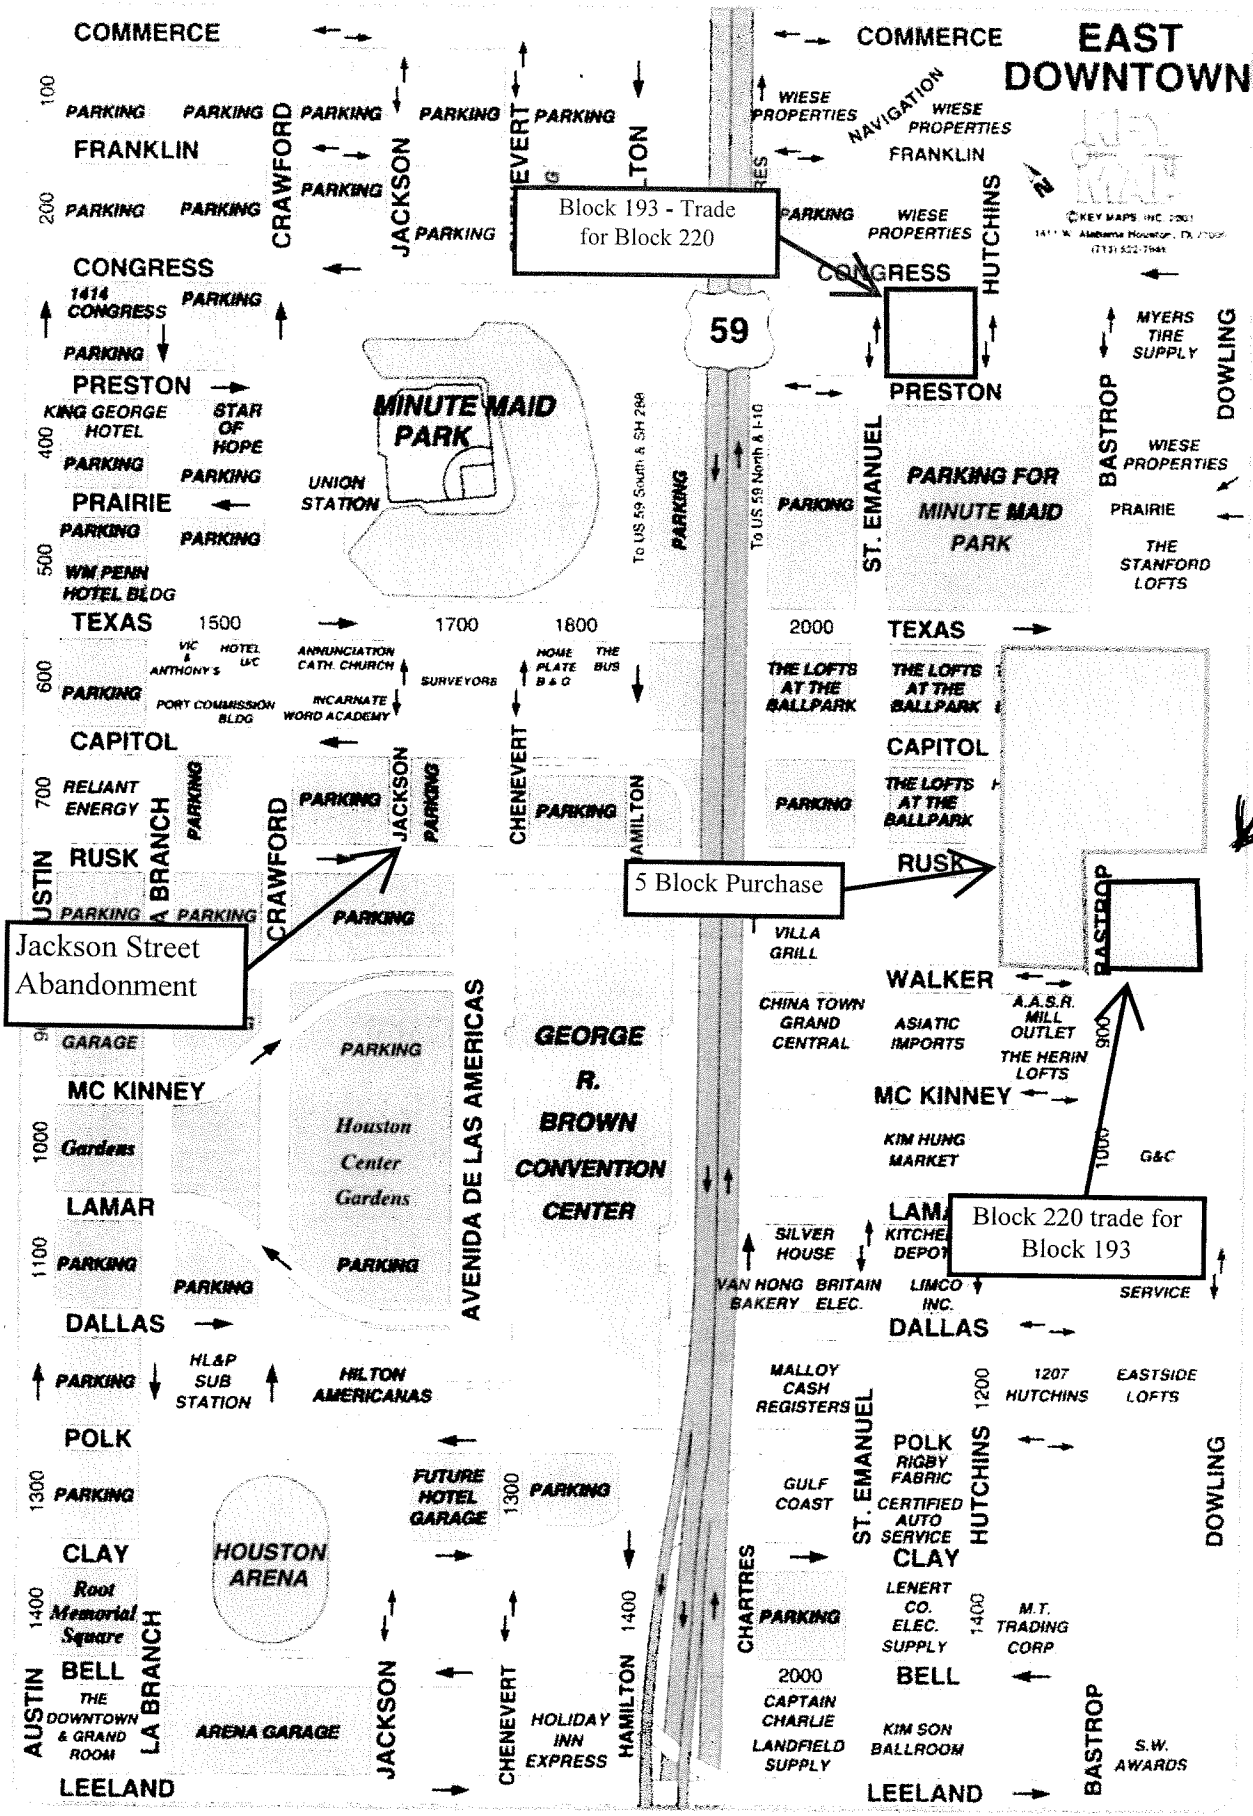 COMMERCE
COMMERCE
EAST
DOWNTOWN
100
PARKING
PARKING
CRAWFORD
PARKING
PARKING
PARKING
WIESE
PROPERTIES
NAVIGATION
WIESE
PROPERTIES
FRANKLIN
FRANKLIN
JACKSON
N
© KEY MAPS INC. 2001
1411 W. Alabama Houston, TX
200
PARKING
PARKING
PARKING
PARKING
Block 193 - Trade
for Block 220
PARKING
WIESE
PROPERTIES
HUTCHINS
CONGRESS
CONGRESS
1414
CONGRESS
PARKING
PARKING
59
MYERS
TIRE
SUPPLY
DOWLING
PRESTON
PRESTON
BASTROP
KING GEORGE
HOTEL
STAR
OF
HOPE
400
PARKING
PARKING
MINUTE MAID
PARK
UNION
STATION
To US 59 South & SH 288
PARKING
To US 59 North & I-10
PARKING
ST. EMANUEL
PARKING FOR
MINUTE MAID
PARK
WIESE
PROPERTIES
PRAIRIE
PRAIRIE
PARKING
PARKING
500
WM PENN
HOTEL BLDG
THE
STANFORD
LOFTS
TEXAS
1500
1700
1800
2000
TEXAS
600
PARKING
VIC
&
ANTHONY'S
HOTEL
PORT COMMISSION
BLDG
ANNUNCIATION
CATH. CHURCH
INCARNATE
WORD ACADEMY
SURVEYORS
HOME
PLATE
B & G
THE
BUS
THE LOFTS
AT THE
BALLPARK
THE LOFTS
AT THE
BALLPARK
CAPITOL
CAPITOL
700
RELIANT
ENERGY
PARKING
PARKING
JACKSON
PARKING
CHENEVERT
PARKING
PARKING
THE LOFTS
AT THE
BALLPARK
RUSK
CRAWFORD
RUSK
5 Block Purchase
PARKING
PARKING
PARKING
BASTROP
Jackson Street
Abandonment
VILLA
GRILL
WALKER
GARAGE
PARKING
AVENIDA DE LAS AMERICAS
GEORGE
R.
BROWN
CONVENTION
CENTER
CHINA TOWN
GRAND
CENTRAL
ASIATIC
IMPORTS
A.A.S.R.
MILL
OUTLET
THE HERIN
LOFTS
900
MC KINNEY
MC KINNEY
1000
Gardens
Houston
Center
Gardens
KIM HUNG
MARKET
1000
G&C
LAMAR
1100
PARKING
PARKING
PARKING
SILVER
HOUSE
Block 220 trade for
Block 193
VAN HONG
BAKERY
BRITAIN
ELEC.
LIMCO
INC.
SERVICE
DALLAS
DALLAS
PARKING
HL&P
SUB
STATION
HILTON
AMERICANAS
MALLOY
CASH
REGISTERS
1200
1207
HUTCHINS
EASTSIDE
LOFTS
POLK
ST. EMANUEL
POLK
1300
PARKING
FUTURE
HOTEL
GARAGE
1300
PARKING
GULF
COAST
RIGBY
FABRIC
CERTIFIED
AUTO
SERVICE
HUTCHINS
DOWLING
CLAY
HOUSTON
ARENA
CLAY
1400
Root
Memorial
Square
1400
CHARTRES
PARKING
LENERT
CO.
ELEC.
SUPPLY
1400
M.T.
TRADING
CORP
BELL
2000
BELL
AUSTIN
THE
DOWNTOWN
& GRAND
ROOM
LA BRANCH
ARENA GARAGE
JACKSON
CHENEVERT
HOLIDAY
INN
EXPRESS
HAMILTON
CAPTAIN
CHARLIE
LANDFIELD
SUPPLY
KIM SON
BALLROOM
BASTROP
S.W.
AWARDS
LEELAND
LEELAND